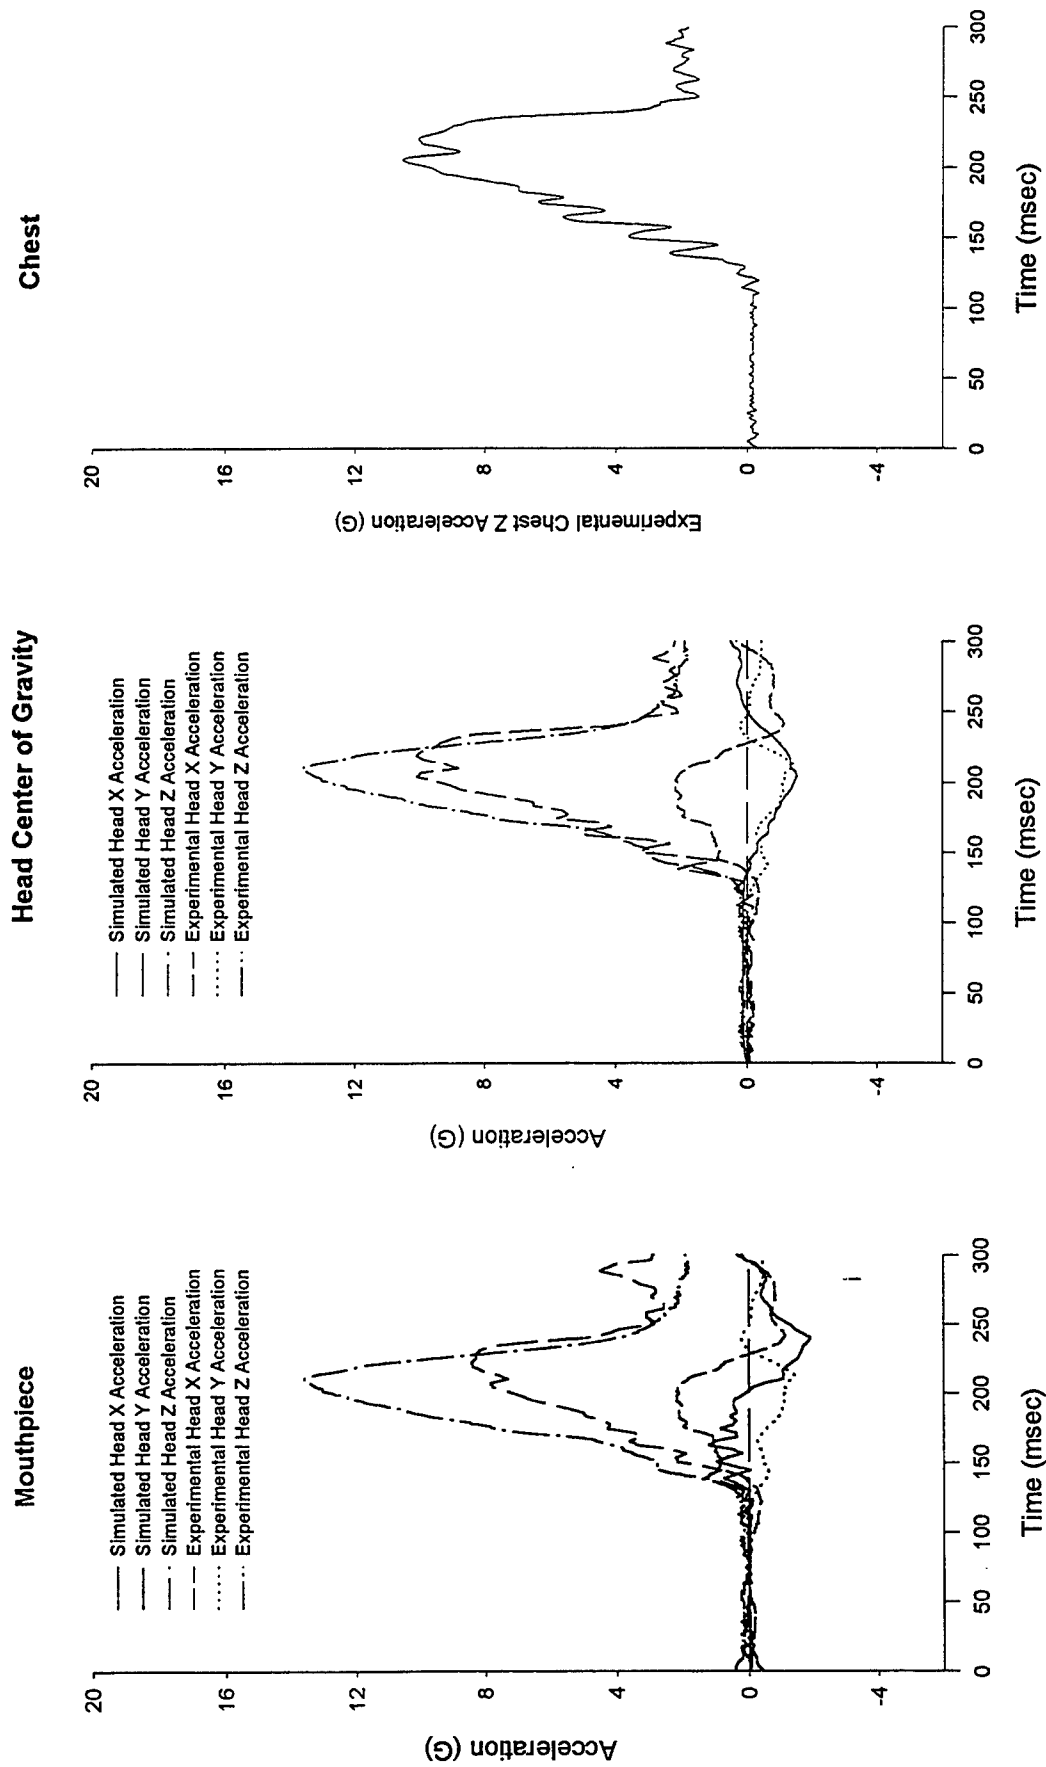 Mouthpiece
Simulated Head X Acceleration
Simulated Head Y Acceleration
Simulated Head Z Acceleration
Experimental Head X Acceleration
Experimental Head Y Acceleration
Experimental Head Z Acceleration
20
16
12
8
4
0
-4
Acceleration (G)
0 50 100 150 200 250 300
Time (msec)
Head Center of Gravity
Simulated Head X Acceleration
Simulated Head Y Acceleration
Simulated Head Z Acceleration
Experimental Head X Acceleration
Experimental Head Y Acceleration
Experimental Head Z Acceleration
20
16
12
8
4
0
-4
Acceleration (G)
0 50 100 150 200 250 300
Time (msec)
Chest
20
16
12
8
4
0
-4
Experimental Chest Z Acceleration (G)
0 50 100 150 200 250 300
Time (msec)